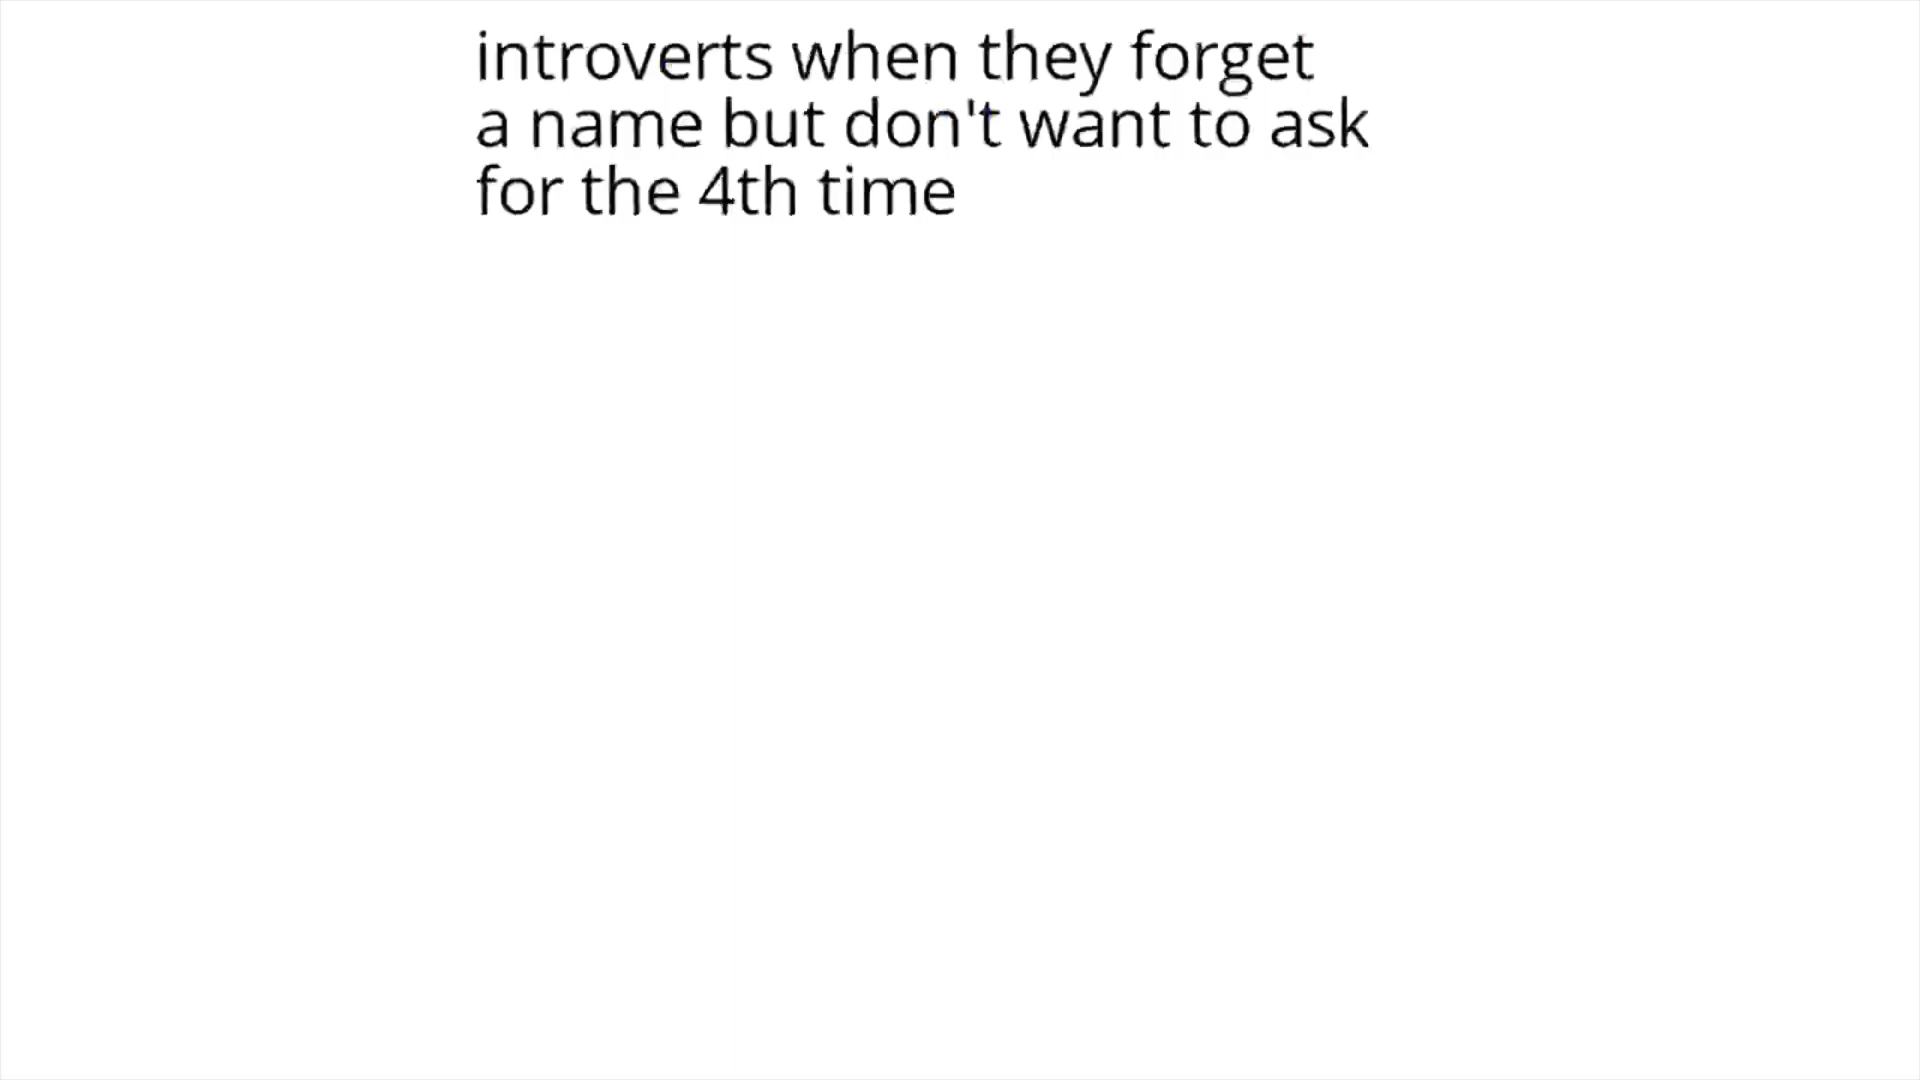 introverts when they forget
a name but don't want to ask
for the 4th time